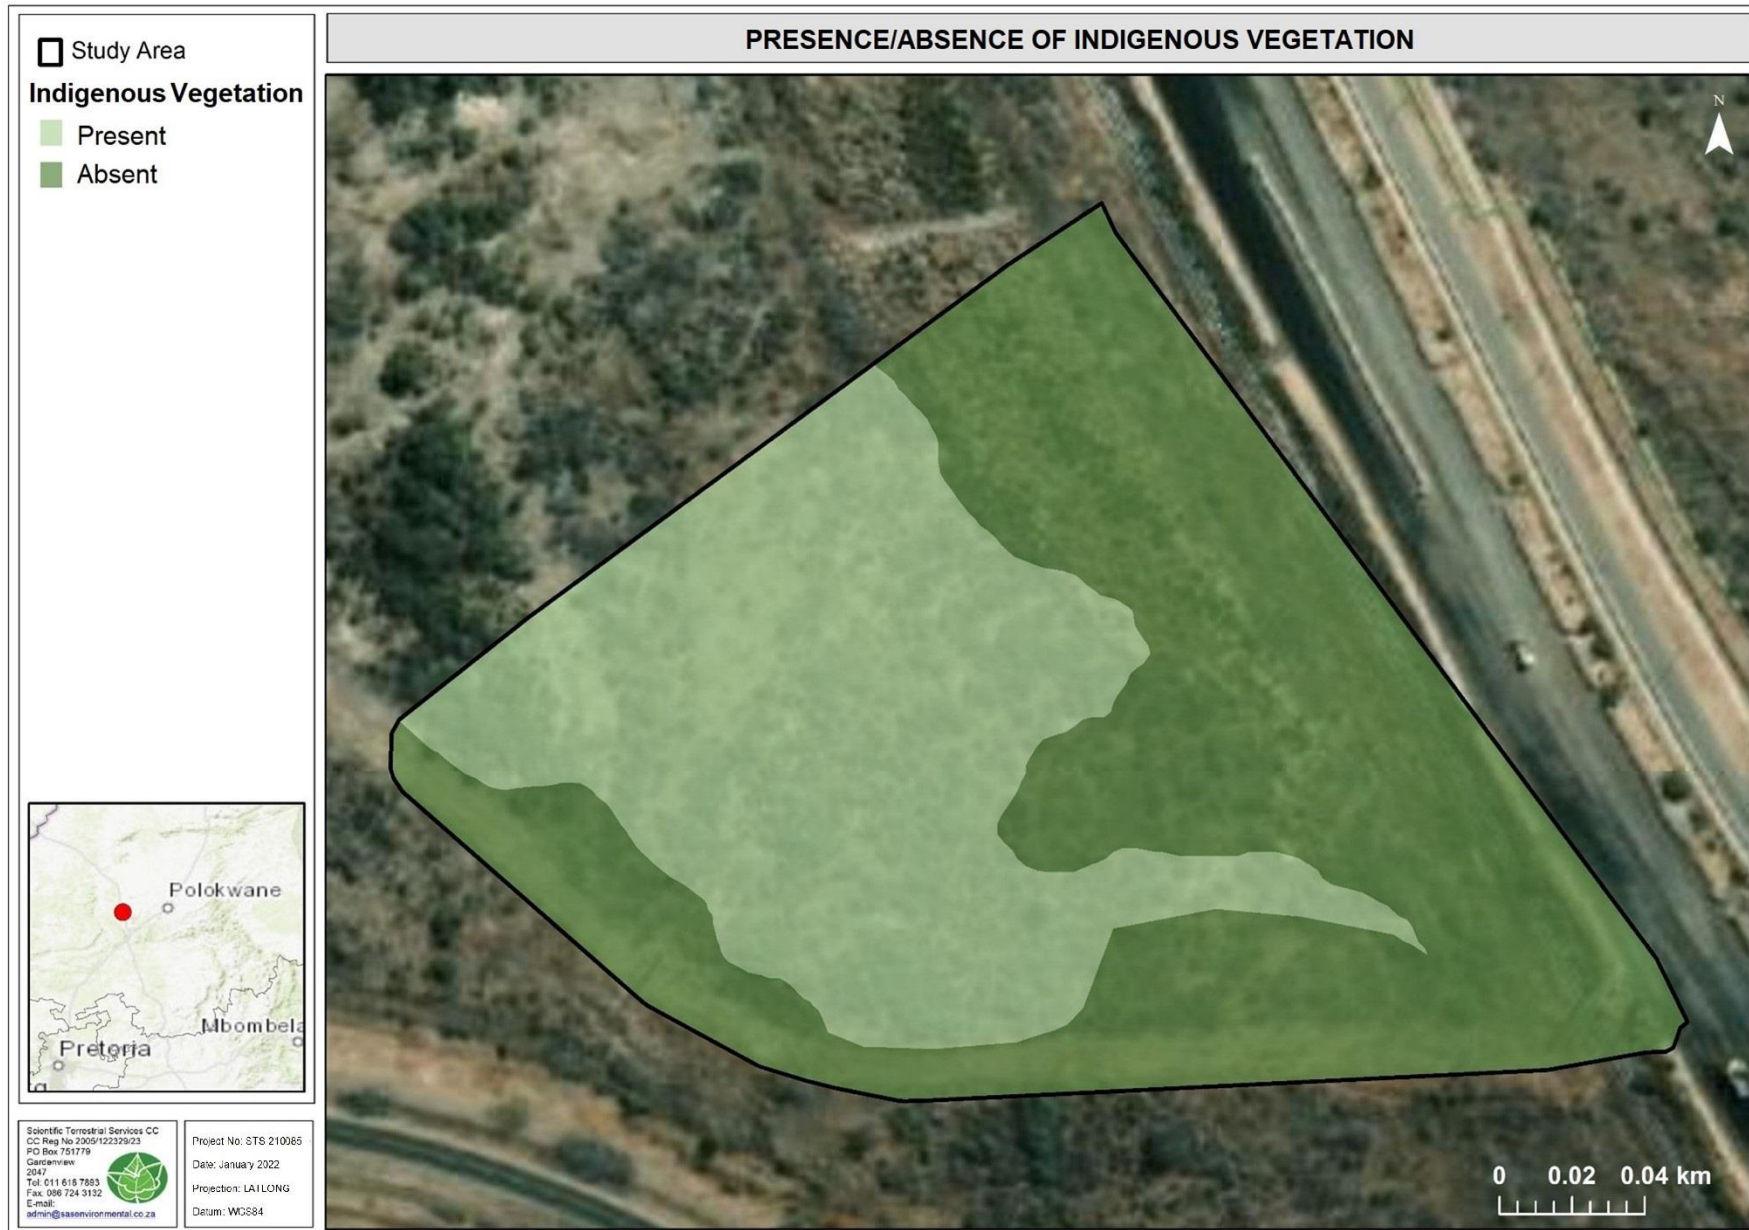 PRESENCE/ABSENCE OF INDIGENOUS VEGETATION
Study Area
Indigenous Vegetation
Present
Absent
N
Polokwane
Mbombela
Pretoria
0 0.02 0.04 km
Scientific Terrestrial Services CC
CC Reg No 2005/122329/23
PO Box 751779
Gardenview
2047
Tel: 011 616 7893
Fax: 086 724 3132
E-mail:
admin@sasenvironmental.co.za
Project No: STS 210085
Date: January 2022
Projection: LATLONG
Datum: WGS84